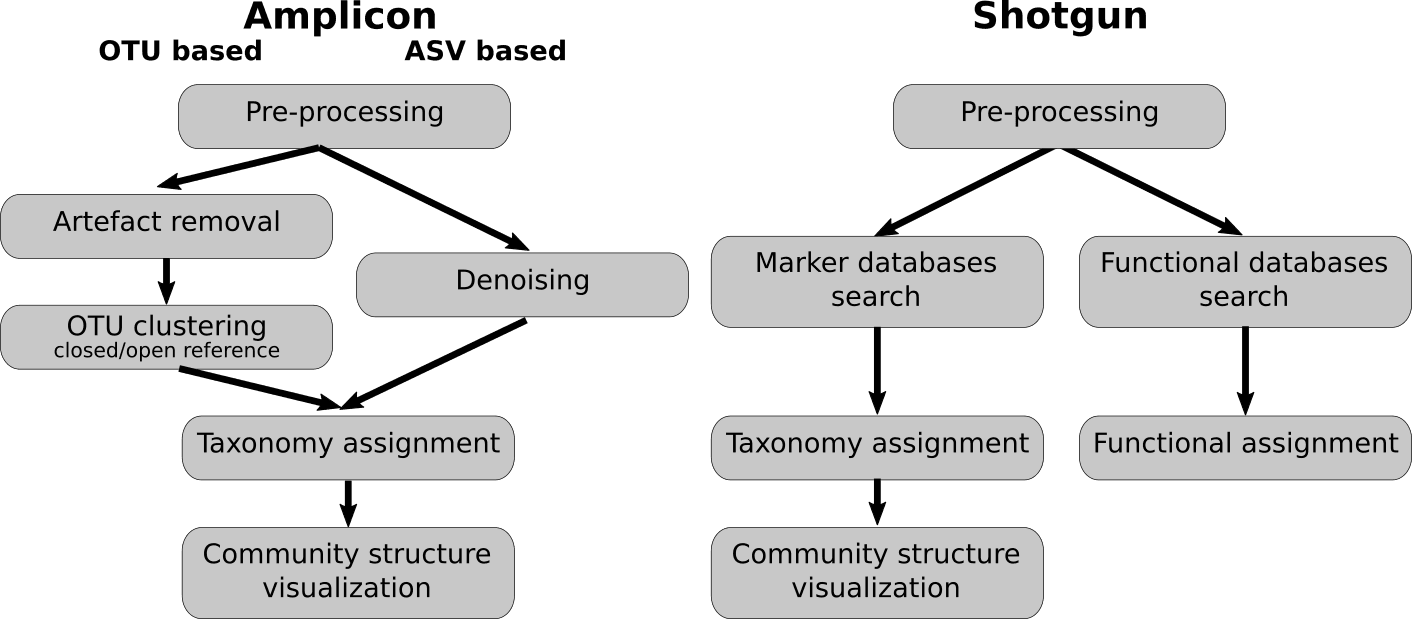 Amplicon
OTU based
ASV based
Pre-processing
Artefact removal
Denoising
OTU clustering
closed/open reference
Taxonomy assignment
Community structure
visualization
Shotgun
Pre-processing
Marker databases
search
Functional databases
search
Taxonomy assignment
Functional assignment
Community structure
visualization